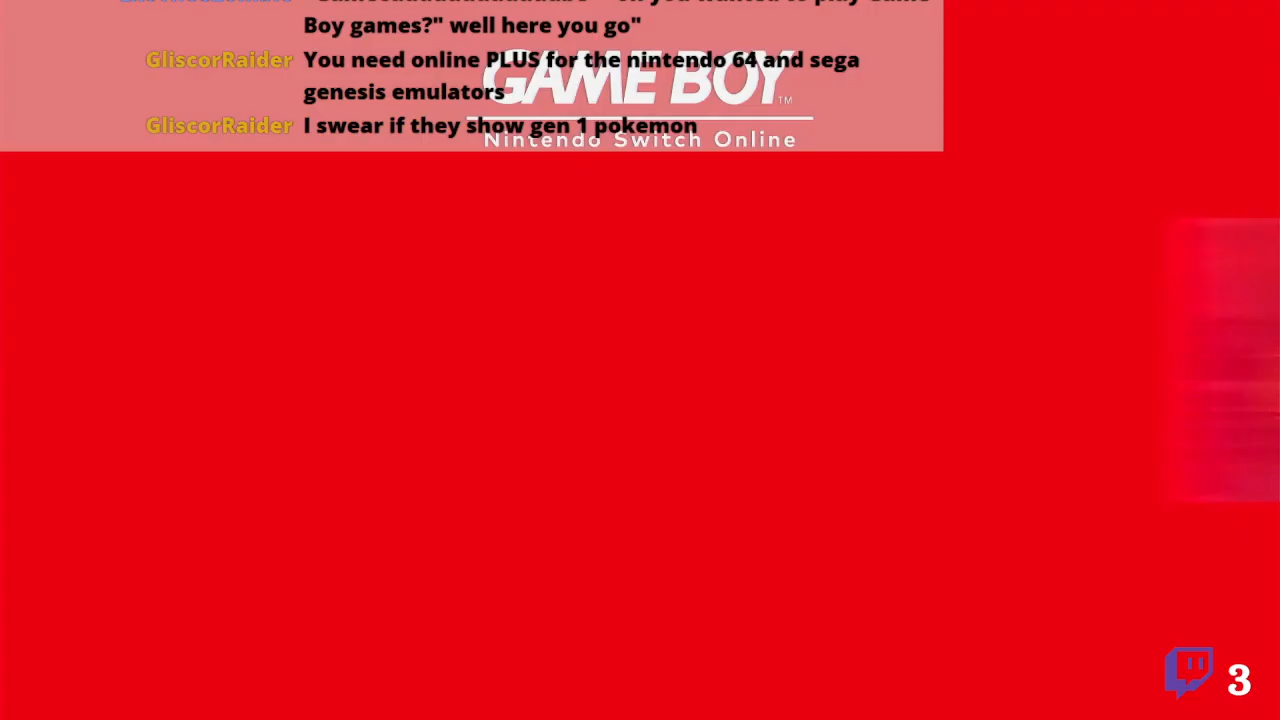 Boy games?" well here you go"
GliscorRaider You need online PLUS for the nintendo 64 and sega
genesis emulators
GAME BOY™
GliscorRaider I swear if they show gen 1 pokemon
Nintendo Switch Online
3